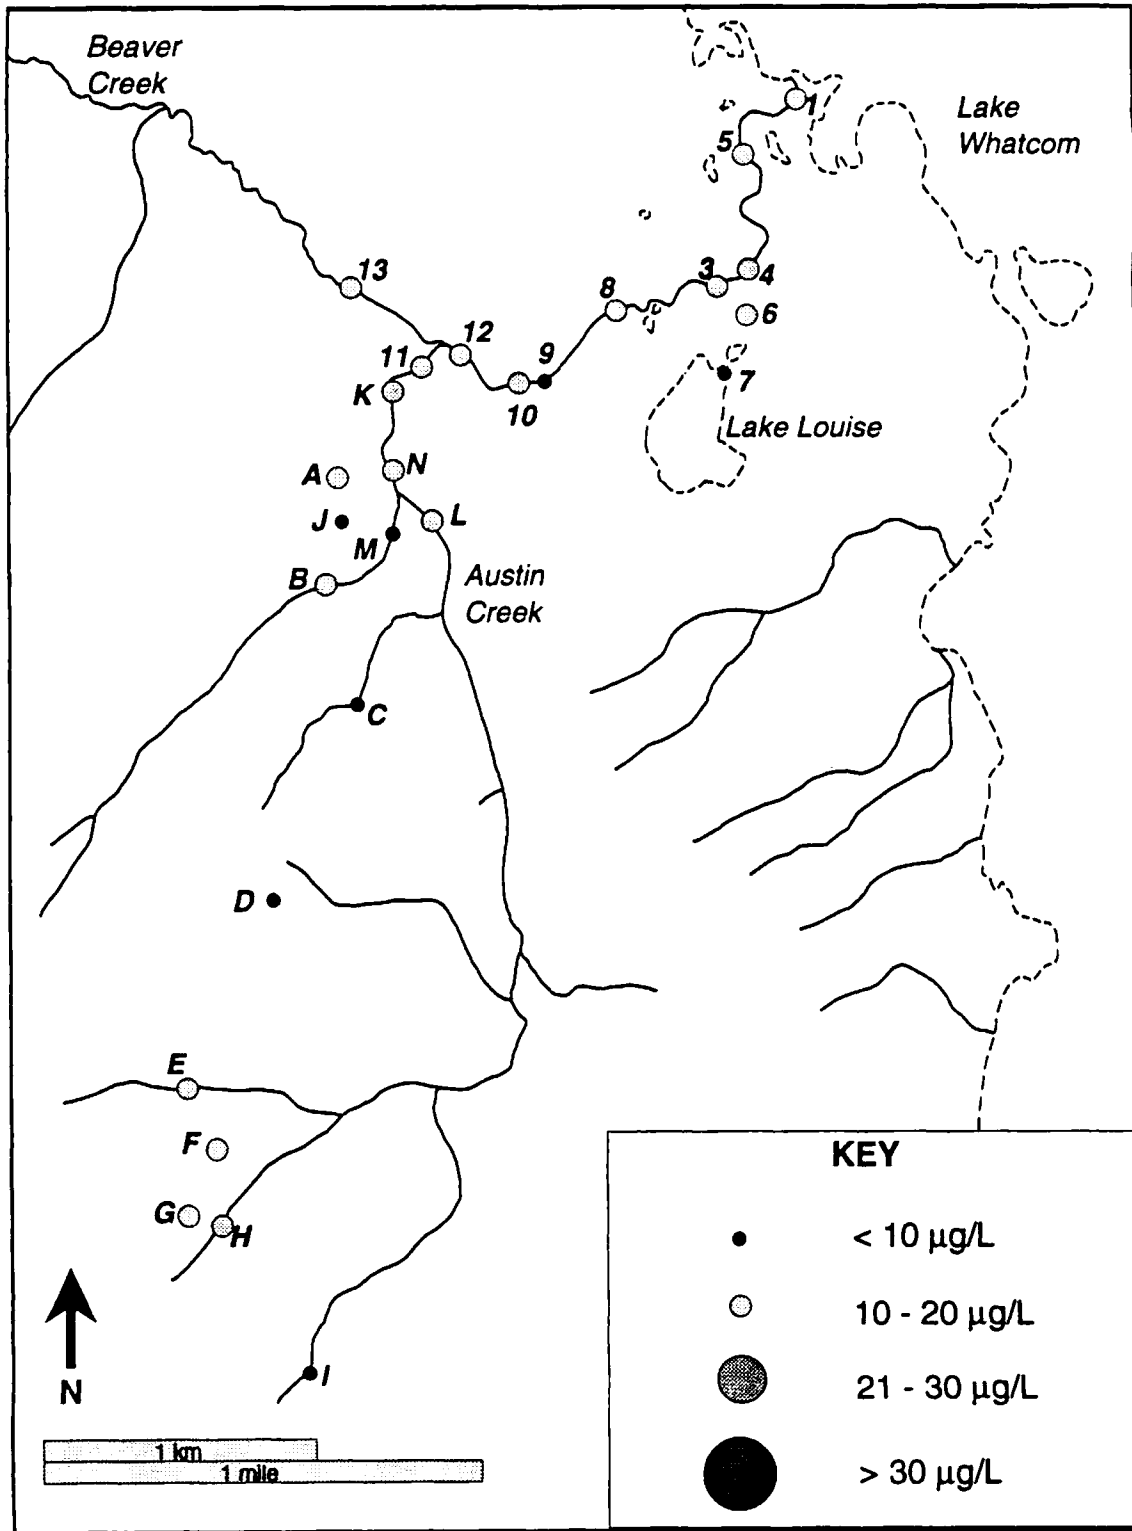 Beaver
Creek
Lake
Whatcom
1
5
13
3
4
8
6
12
9
11
7
K
10
Lake Louise
N
A
J
L
M
B
Austin
Creek
C
D
E
F
G
H
I
N
1 km
1 mile
KEY
< 10 µg/L
10 - 20 µg/L
21 - 30 µg/L
> 30 µg/L